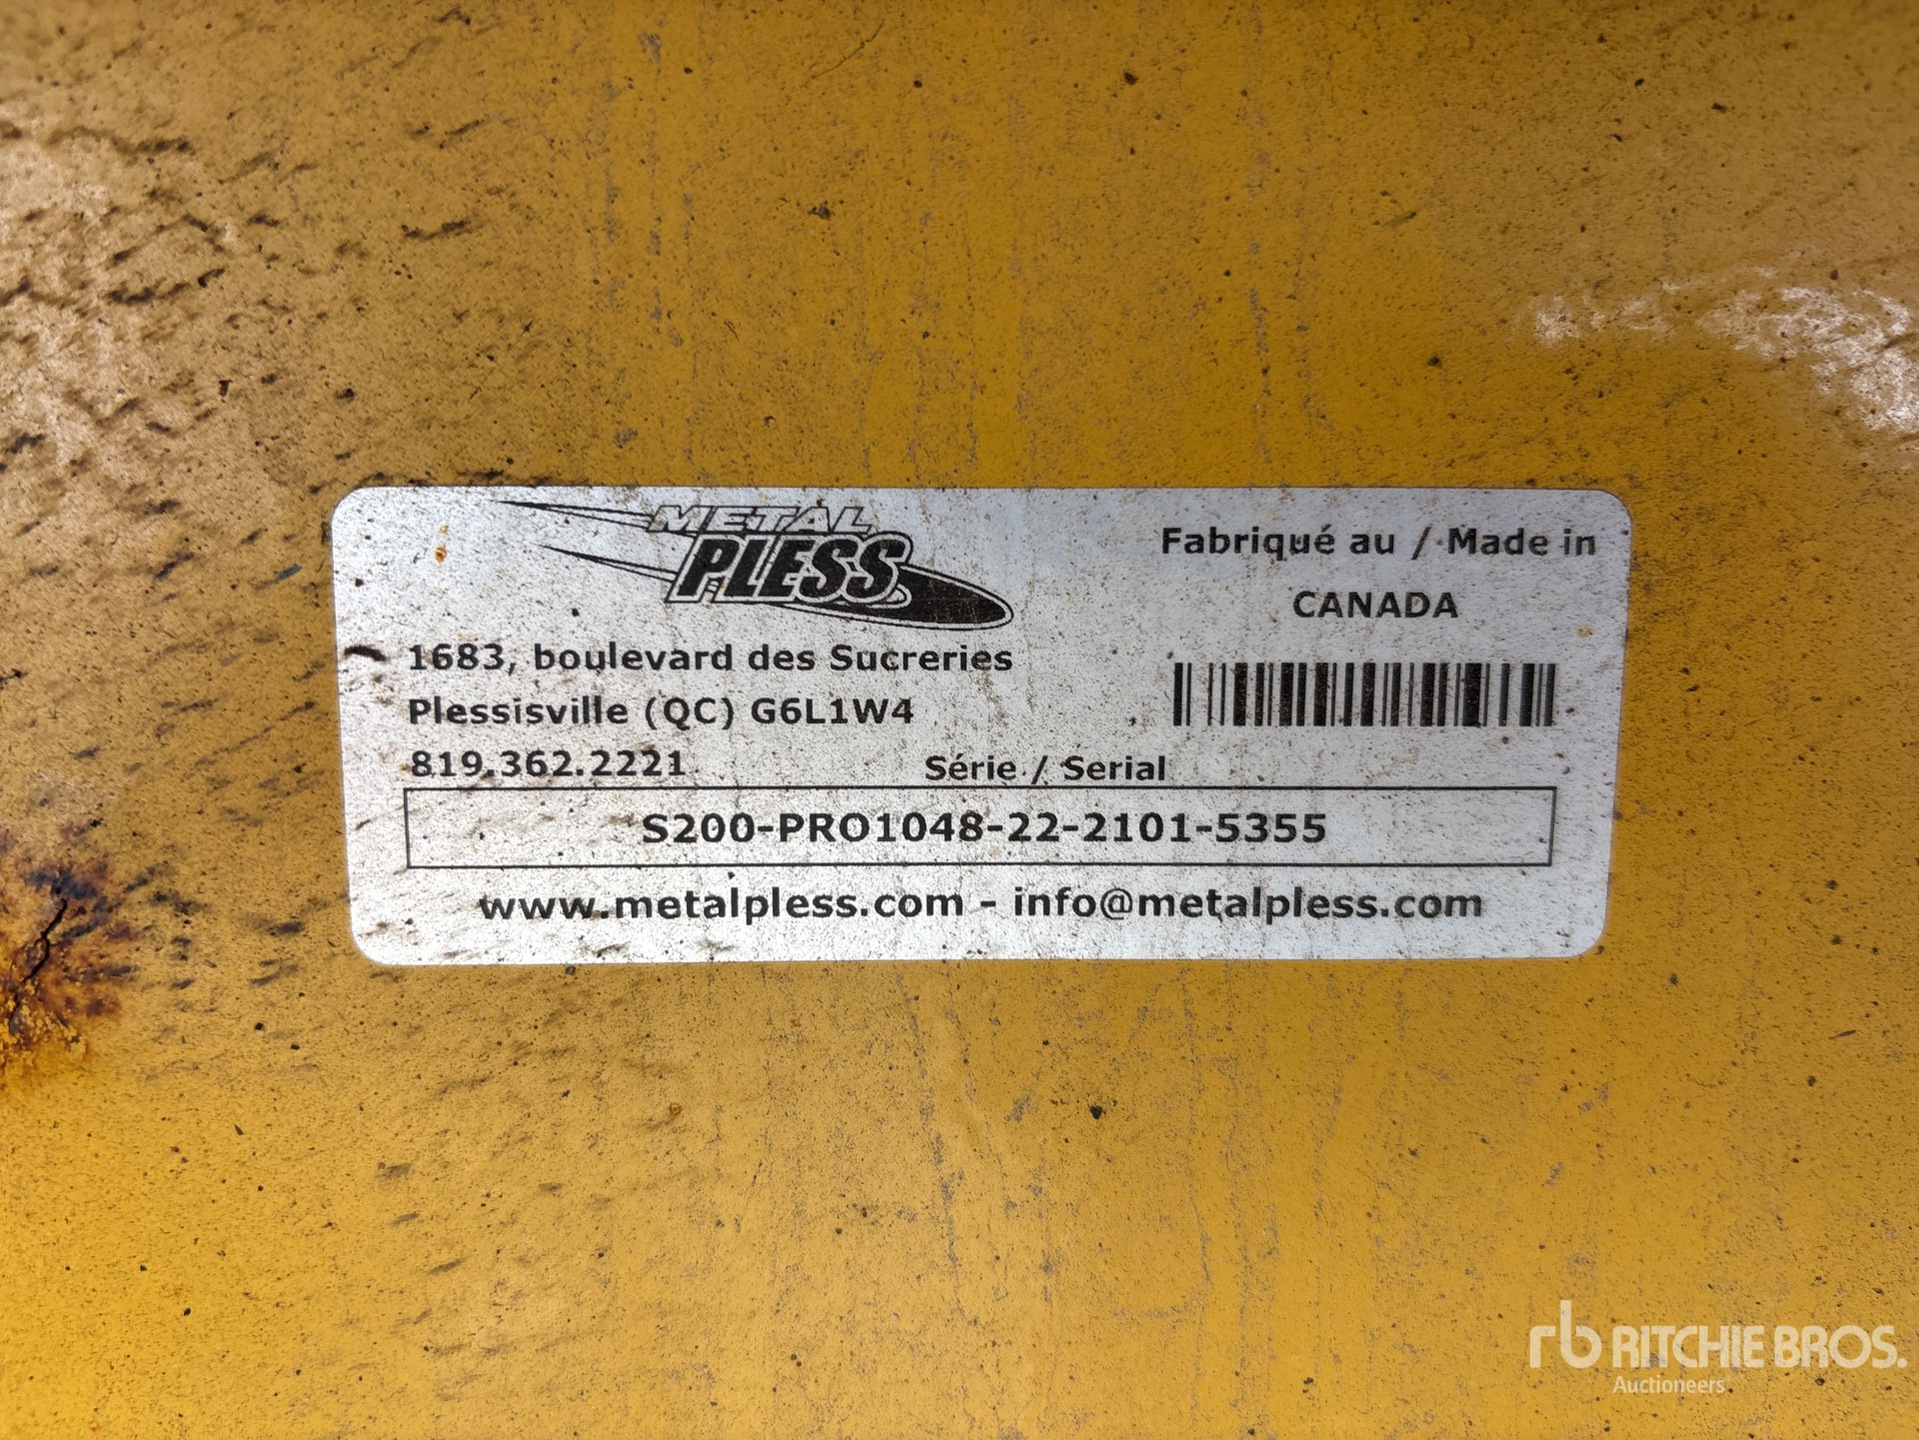 METAL
PLESS
Fabriqué au / Made in
CANADA
1683, boulevard des Sucreries
Plessisville (QC) G6L1W4
819.362.2221
Série / Serial
S200-PRO1048-22-2101-5355
www.metalpless.com - info@metalpless.com
rb RITCHIE BROS.
Auctioneers